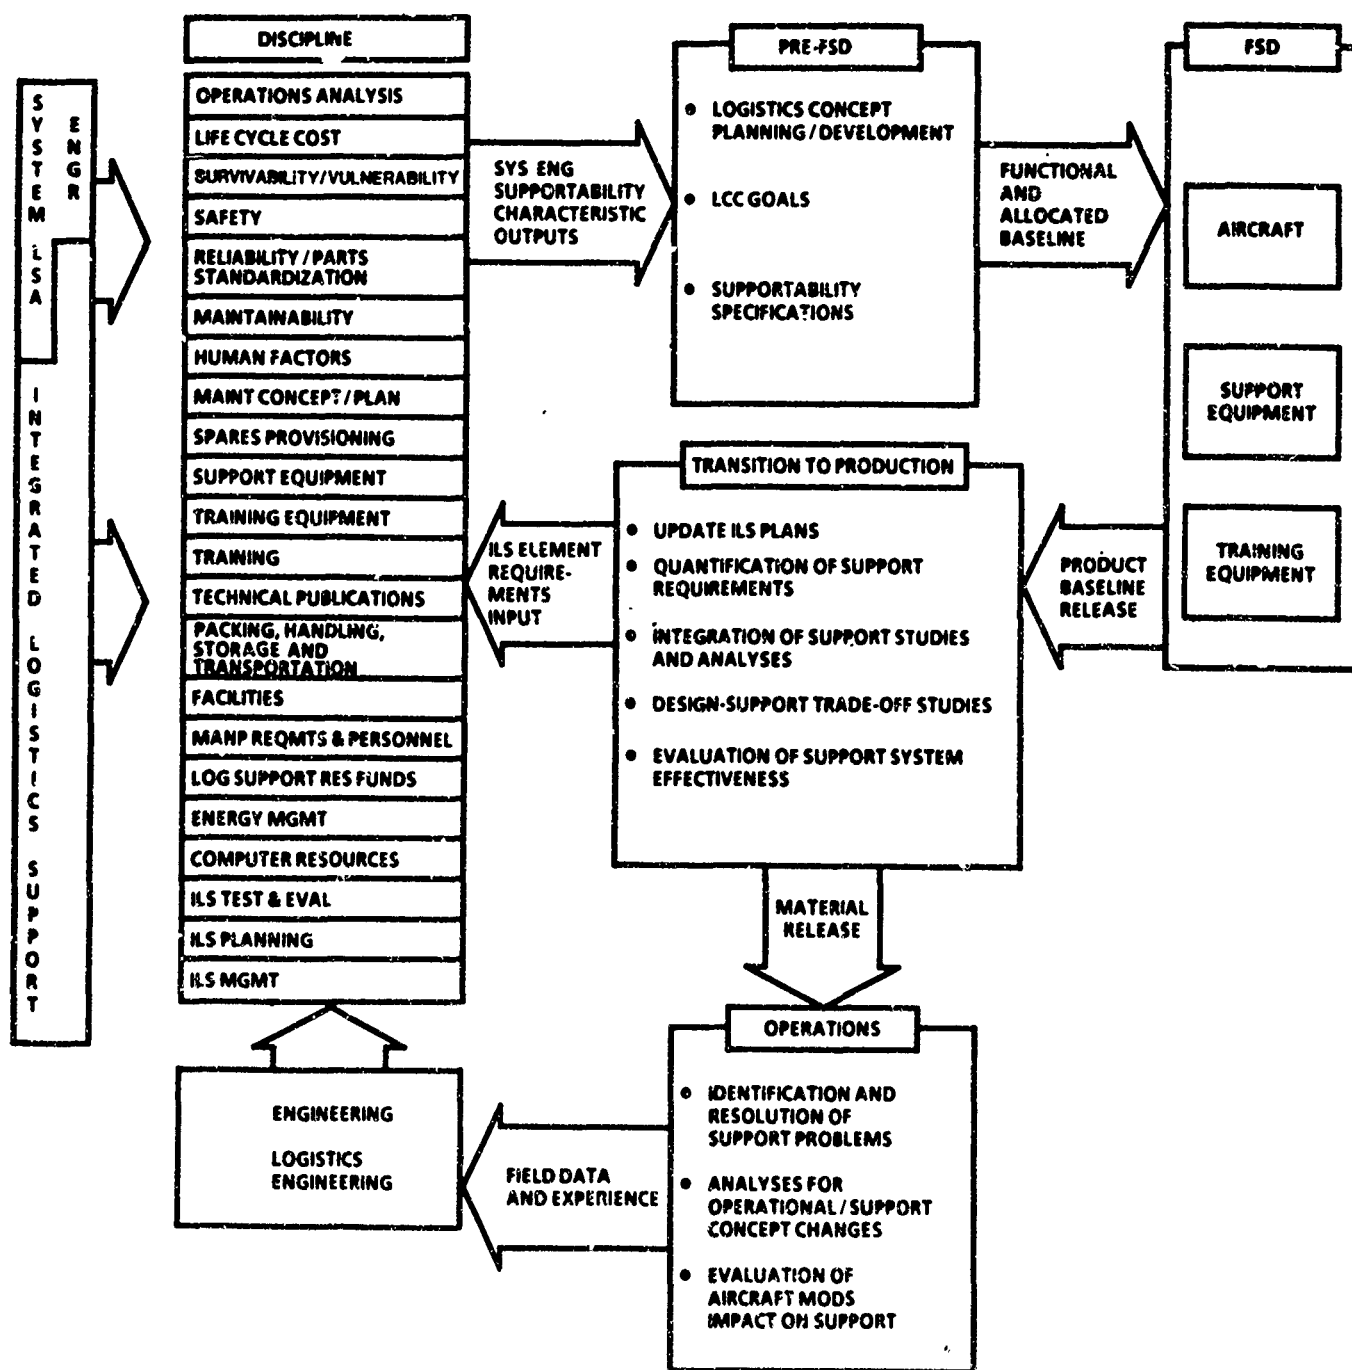 SYSTEM LSA
ENGR
INTEGRATED LOGISTICS SUPPORT
DISCIPLINE
OPERATIONS ANALYSIS
LIFE CYCLE COST
SURVIVABILITY/VULNERABILITY
SAFETY
RELIABILITY / PARTS
STANDARDIZATION
MAINTAINABILITY
HUMAN FACTORS
MAINT CONCEPT / PLAN
SPARES PROVISIONING
SUPPORT EQUIPMENT
TRAINING EQUIPMENT
TRAINING
TECHNICAL PUBLICATIONS
PACKING, HANDLING,
STORAGE AND
TRANSPORTATION
FACILITIES
MANP REQMTS & PERSONNEL
LOG SUPPORT RES FUNDS
ENERGY MGMT
COMPUTER RESOURCES
ILS TEST & EVAL
ILS PLANNING
ILS MGMT
SYS ENG
SUPPORTABILITY
CHARACTERISTIC
OUTPUTS
PRE-FSD
• LOGISTICS CONCEPT
PLANNING / DEVELOPMENT
• LCC GOALS
• SUPPORTABILITY
SPECIFICATIONS
FUNCTIONAL
AND
ALLOCATED
BASELINE
FSD
AIRCRAFT
SUPPORT
EQUIPMENT
TRAINING
EQUIPMENT
PRODUCT
BASELINE
RELEASE
TRANSITION TO PRODUCTION
• UPDATE ILS PLANS
• QUANTIFICATION OF SUPPORT
REQUIREMENTS
• INTEGRATION OF SUPPORT STUDIES
AND ANALYSES
• DESIGN-SUPPORT TRADE-OFF STUDIES
• EVALUATION OF SUPPORT SYSTEM
EFFECTIVENESS
ILS ELEMENT
REQUIRE-
MENTS
INPUT
MATERIAL
RELEASE
OPERATIONS
• IDENTIFICATION AND
RESOLUTION OF
SUPPORT PROBLEMS
• ANALYSES FOR
OPERATIONAL / SUPPORT
CONCEPT CHANGES
• EVALUATION OF
AIRCRAFT MODS
IMPACT ON SUPPORT
FIELD DATA
AND EXPERIENCE
ENGINEERING
LOGISTICS
ENGINEERING